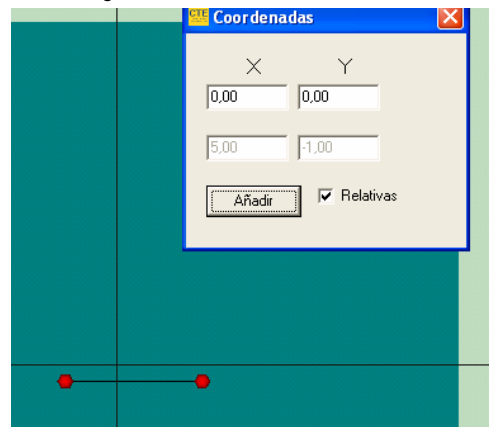 CTE Coordenadas
X Y
0,00 0,00
5,00 -1,00
Añadir Relativas